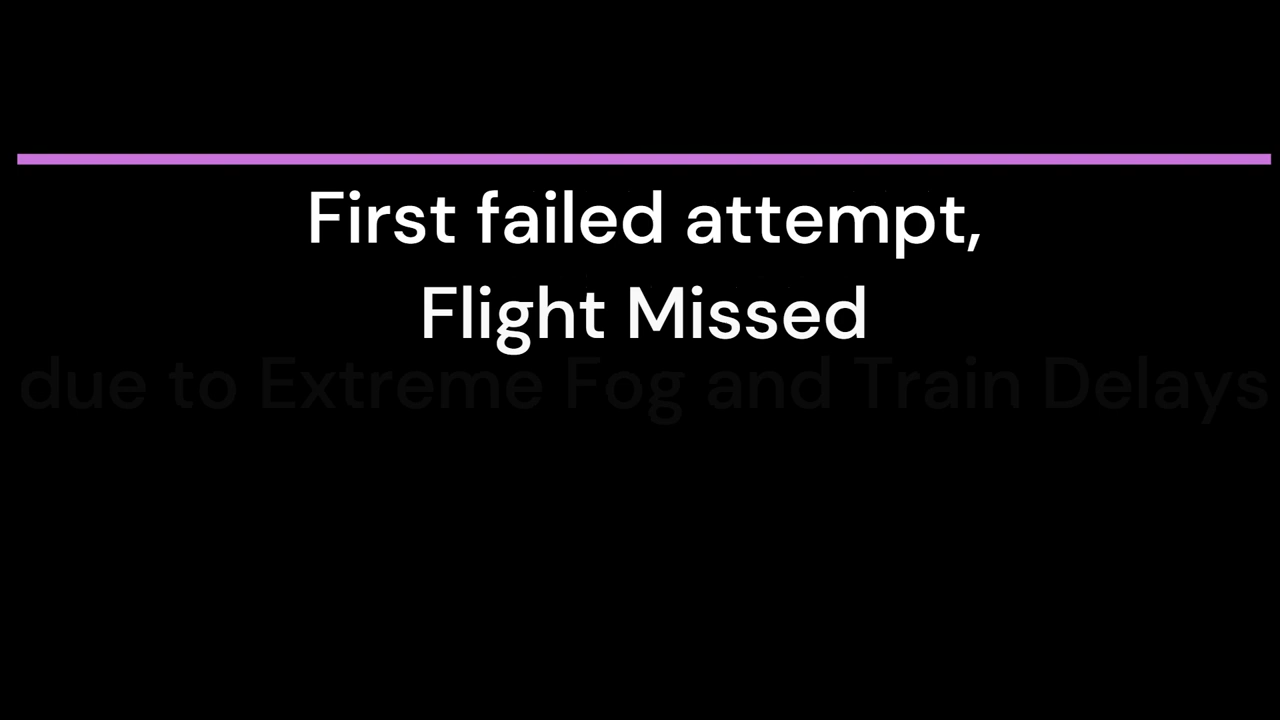 First failed attempt,
Flight Missed
due to Extreme Fog and Train Delays